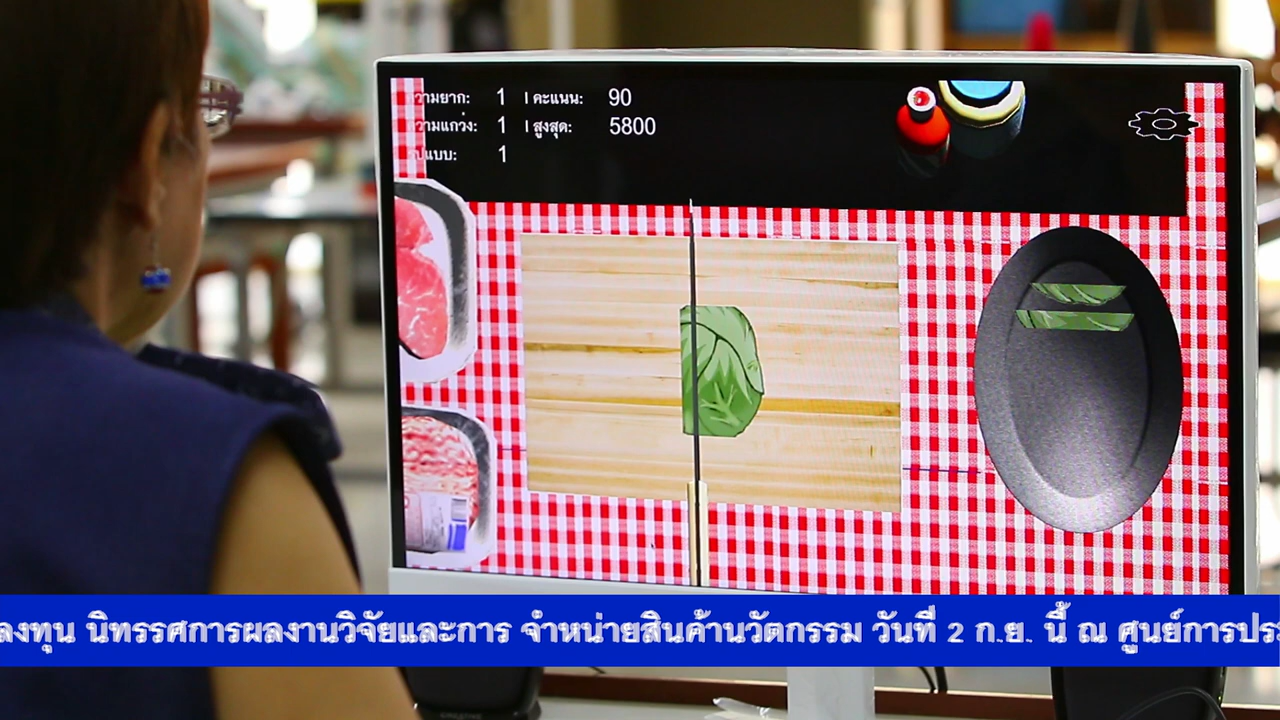 วามยาก: 1 | คะแนน: 90
วามแกว่ง: 1 | สูงสุด: 5800
ปแบบ: 1
ลงทุน นิทรรศการผลงานวิจัยและการ จำหน่ายสินค้านวัตกรรม วันที่ 2 ก.ย. นี้ ณ ศูนย์การประ